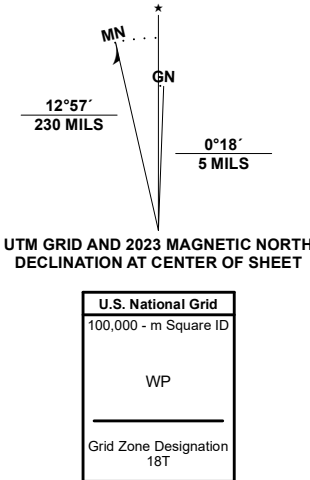 MN
GN
12°57´
230 MILS
0°18´
5 MILS
UTM GRID AND 2023 MAGNETIC NORTH
DECLINATION AT CENTER OF SHEET
U.S. National Grid
100,000 - m Square ID
WP
Grid Zone Designation
18T